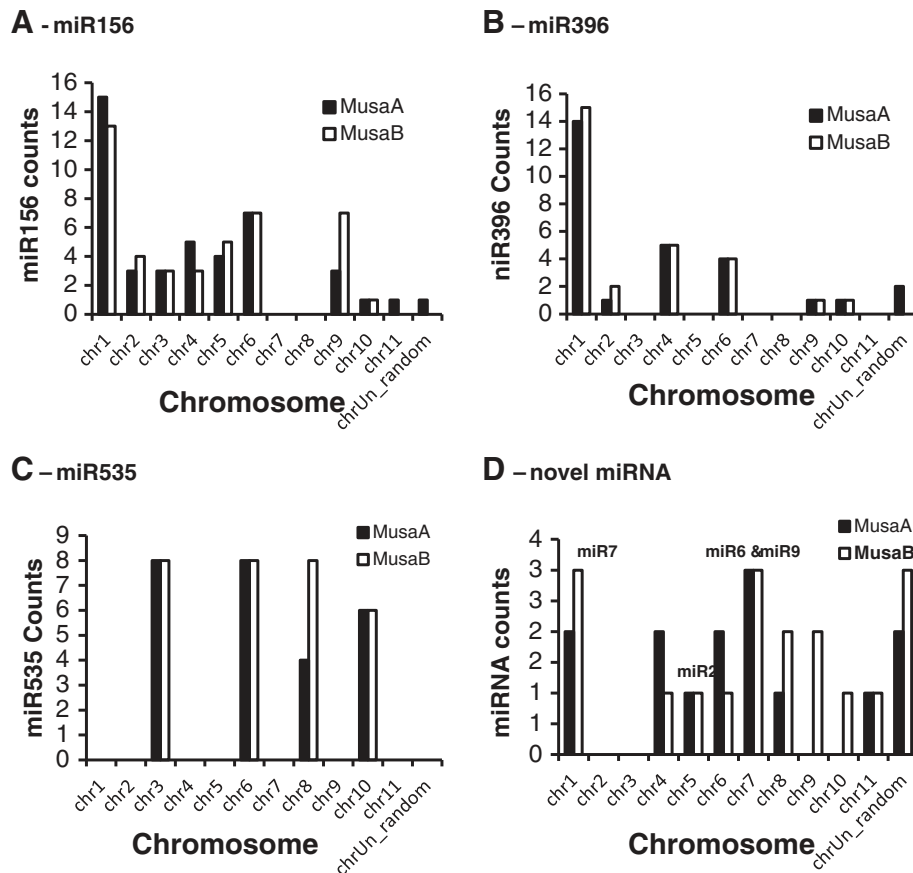 A - miR156
miR156 counts
16
14
12
10
8
6
4
2
0
MusaA
MusaB
chr1
chr2
chr3
chr4
chr5
chr6
chr7
chr8
chr9
chr10
chr11
chrUn_random
Chromosome
B – miR396
niR396 Counts
16
14
12
10
8
6
4
2
0
MusaA
MusaB
chr1
chr2
chr3
chr4
chr5
chr6
chr7
chr8
chr9
chr10
chr11
chrUn_random
Chromosome
C – miR535
miR535 Counts
9
8
7
6
5
4
3
2
1
0
MusaA
MusaB
chr1
chr2
chr3
chr4
chr5
chr6
chr7
chr8
chr9
chr10
chr11
chrUn_random
Chromosome
D – novel miRNA
miRNA counts
4
3
3
2
2
1
1
0
MusaA
MusaB
miR7
miR2
miR6 &miR9
chr1
chr2
chr3
chr4
chr5
chr6
chr7
chr8
chr9
chr10
chr11
chrUn_random
Chromosome